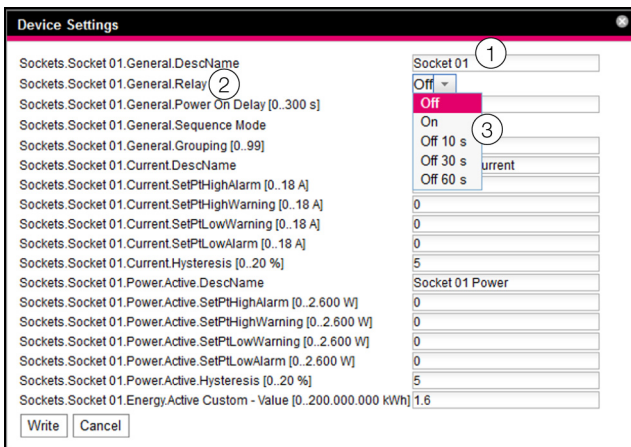 Device Settings
Sockets.Socket 01.General.DescName Socket 01 1
Sockets.Socket 01.General.Relay 2 Off
Sockets.Socket 01.General.Power On Delay [0..300 s] Off
Sockets.Socket 01.General.Sequence Mode On
3
Sockets.Socket 01.General.Grouping [0..99] Off 10 s
Sockets.Socket 01.Current.DescName Off 30 s urrent
Sockets.Socket 01.Current.SetPtHighAlarm [0..18 A] Off 60 s
Sockets.Socket 01.Current.SetPtHighWarning [0..18 A] 0
Sockets.Socket 01.Current.SetPtLowWarning [0..18 A] 0
Sockets.Socket 01.Current.SetPtLowAlarm [0..18 A] 0
Sockets.Socket 01.Current.Hysteresis [0..20 %] 5
Sockets.Socket 01.Power.Active.DescName Socket 01 Power
Sockets.Socket 01.Power.Active.SetPtHighAlarm [0..2.600 W] 0
Sockets.Socket 01.Power.Active.SetPtHighWarning [0..2.600 W] 0
Sockets.Socket 01.Power.Active.SetPtLowWarning [0..2.600 W] 0
Sockets.Socket 01.Power.Active.SetPtLowAlarm [0..2.600 W] 0
Sockets.Socket 01.Power.Active.Hysteresis [0..20 %] 5
Sockets.Socket 01.Energy.Active Custom - Value [0..200.000.000 kWh] 1.6
Write Cancel